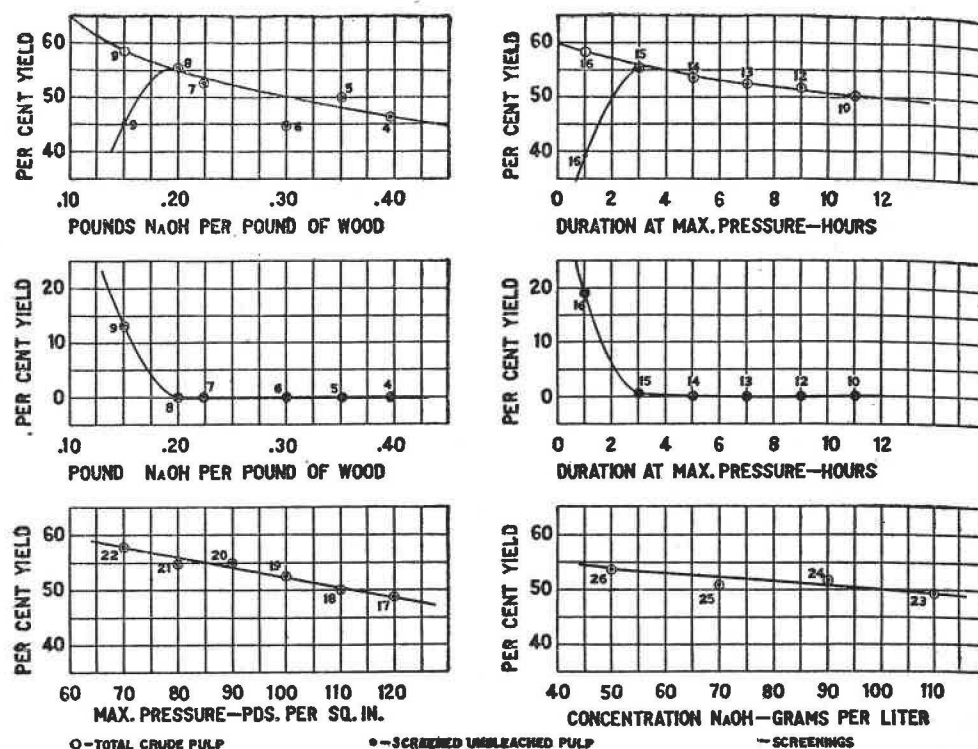 PER CENT YIELD
60
50
40
9
8
7
9
6
5
4
.10 .20 .30 .40
POUNDS NaOH PER POUND OF WOOD
PER CENT YIELD
60
50
40
16
15
14
13
12
19
16
0 2 4 6 8 10 12
DURATION AT MAX. PRESSURE—HOURS
. PER CENT YIELD
20
10
0
9
8
7
6
5
4
.10 .20 .30 .40
POUND NaOH PER POUND OF WOOD
PER CENT YIELD
20
10
0
16
15
14
13
12
10
0 2 4 6 8 10 12
DURATION AT MAX. PRESSURE—HOURS
PER CENT YIELD
60
50
40
22
21
20
19
18
17
60 70 80 90 100 110 120
MAX. PRESSURE—PDS. PER SQ. IN.
PER CENT YIELD
60
50
40
26
25
24
23
40 50 60 70 80 90 100 110
CONCENTRATION NaOH—GRAMS PER LITER
O-TOTAL CRUDE PULP
●-SCREENED UNBLEACHED PULP
-SCREENINGS